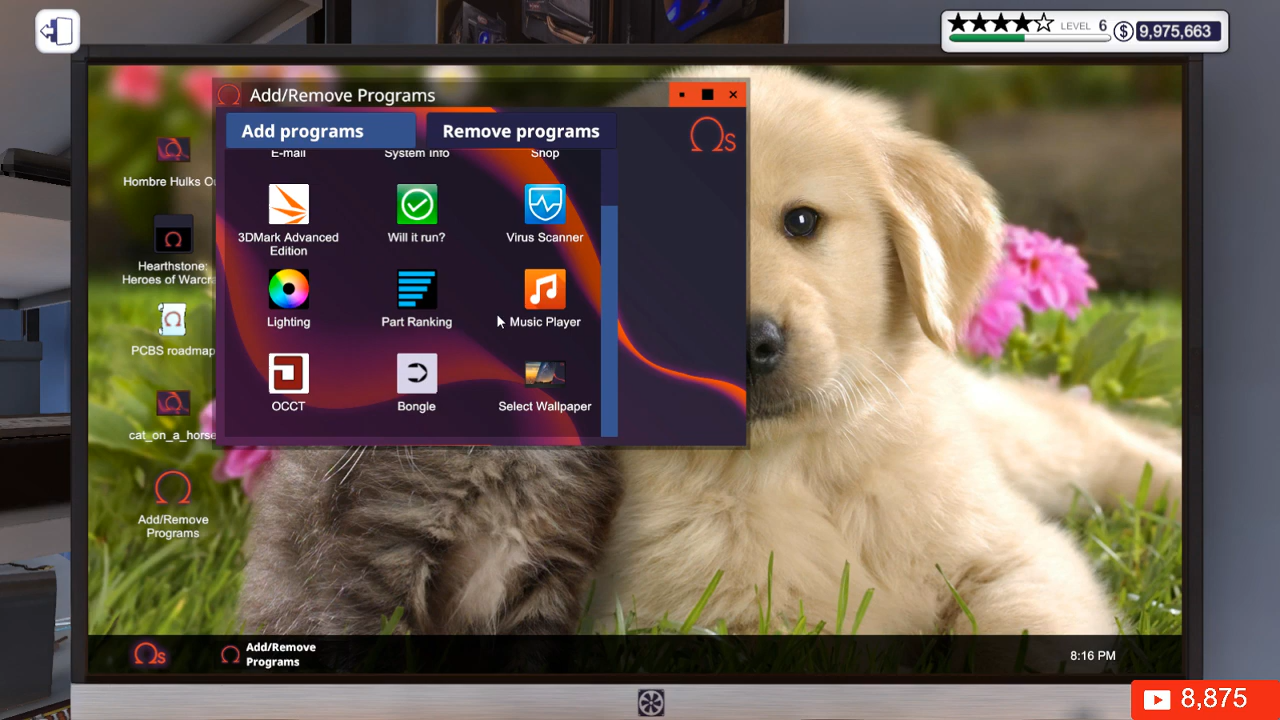 LEVEL 6
$ 9,975,663
Add/Remove Programs
Add programs
Remove programs
Ωs
E-mail
System Info
Shop
3DMark Advanced
Edition
Will it run?
Virus Scanner
Lighting
Part Ranking
Music Player
OCCT
Bongle
Select Wallpaper
Hombre Hulks O
Hearthstone:
Heroes of Warcra
PCBS roadmap
cat_on_a_horse
Add/Remove
Programs
Ωs
Add/Remove
Programs
8:16 PM
8,875